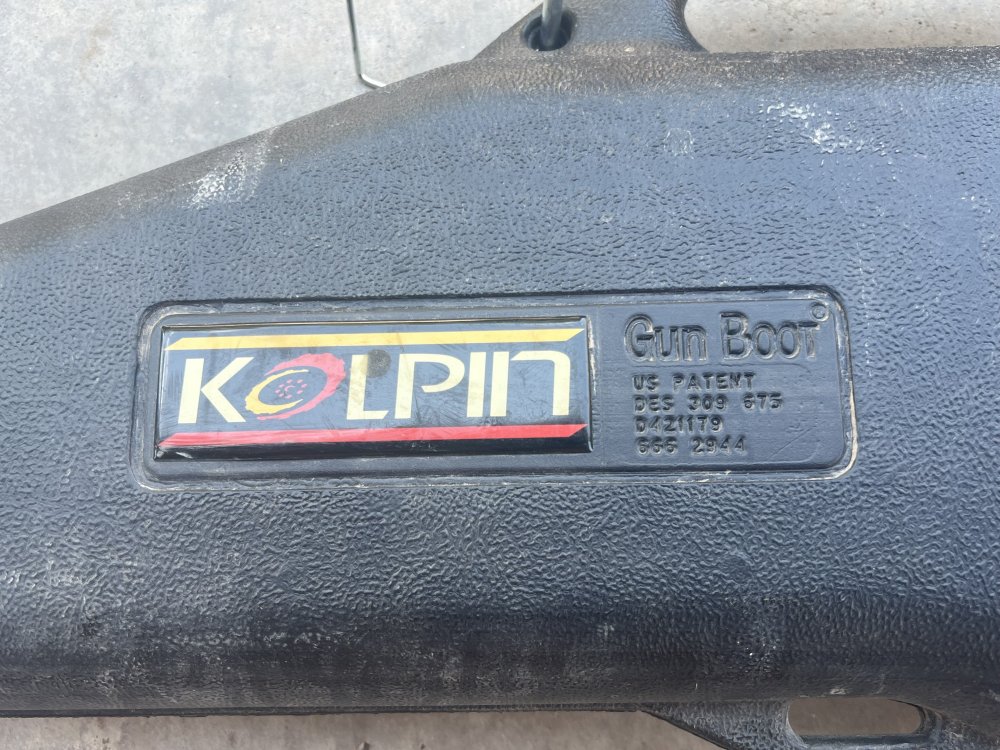 KOLPIN
Gun Boot©
US PATENT
DES 309 675
D421179
666 2944